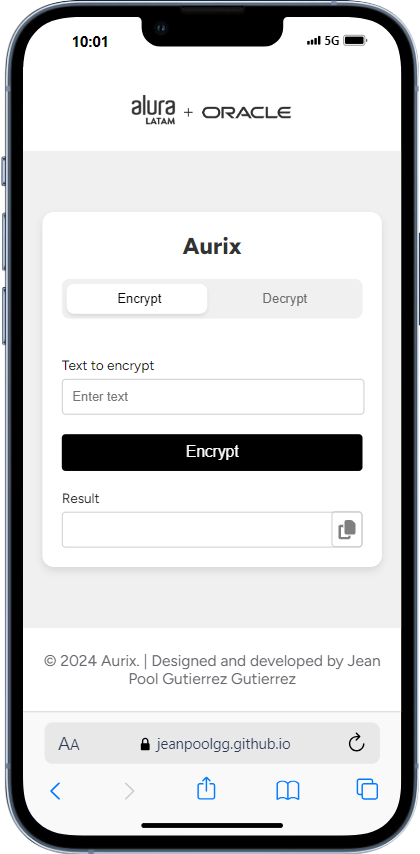 10:01
5G
alura
LATAM
+
ORACLE
Aurix
Encrypt
Decrypt
Text to encrypt
Enter text
Encrypt
Result
© 2024 Aurix. | Designed and developed by Jean
Pool Gutierrez Gutierrez
AA
jeanpoolgg.github.io